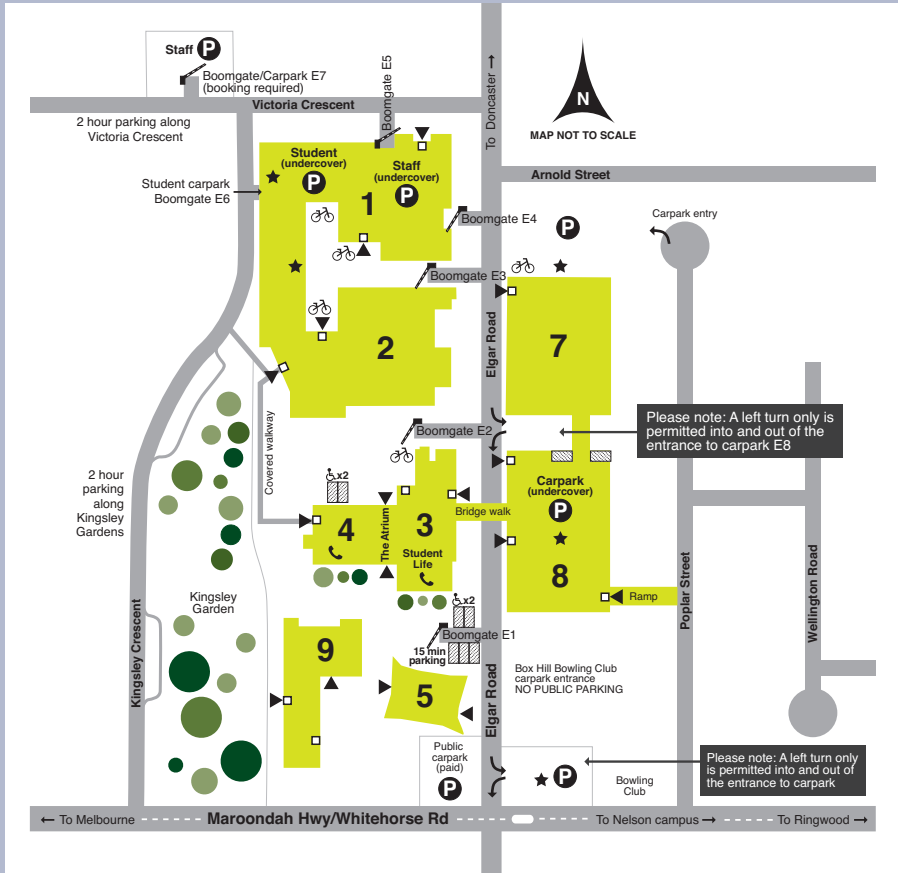 Staff P
Boomgate/Carpark E7
(booking required)
Boomgate E5
Victoria Crescent
2 hour parking along
Victoria Crescent
To Doncaster →
N
MAP NOT TO SCALE
Student
(undercover)
P
Staff
(undercover)
P
1
Arnold Street
Student carpark
Boomgate E6
Boomgate E4
P
Carpark entry
Boomgate E3
2
Elgar Road
7
Please note: A left turn only is
permitted into and out of the
entrance to carpark E8
Boomgate E2
Covered walkway
2 hour
parking
along
Kingsley
Gardens
x2
4
The Atrium
3
Student
Life
Bridge walk
Carpark
(undercover)
P
8
Ramp
Poplar Street
Wellington Road
Kingsley
Garden
Kingsley Crescent
x2
Boomgate E1
15 min
parking
9
5
Elgar Road
Box Hill Bowling Club
carpark entrance
NO PUBLIC PARKING
Public
carpark
(paid)
P
P
Bowling
Club
Please note: A left turn only
is permitted into and out of
the entrance to carpark
← To Melbourne
Maroondah Hwy/Whitehorse Rd
To Nelson campus →
To Ringwood →